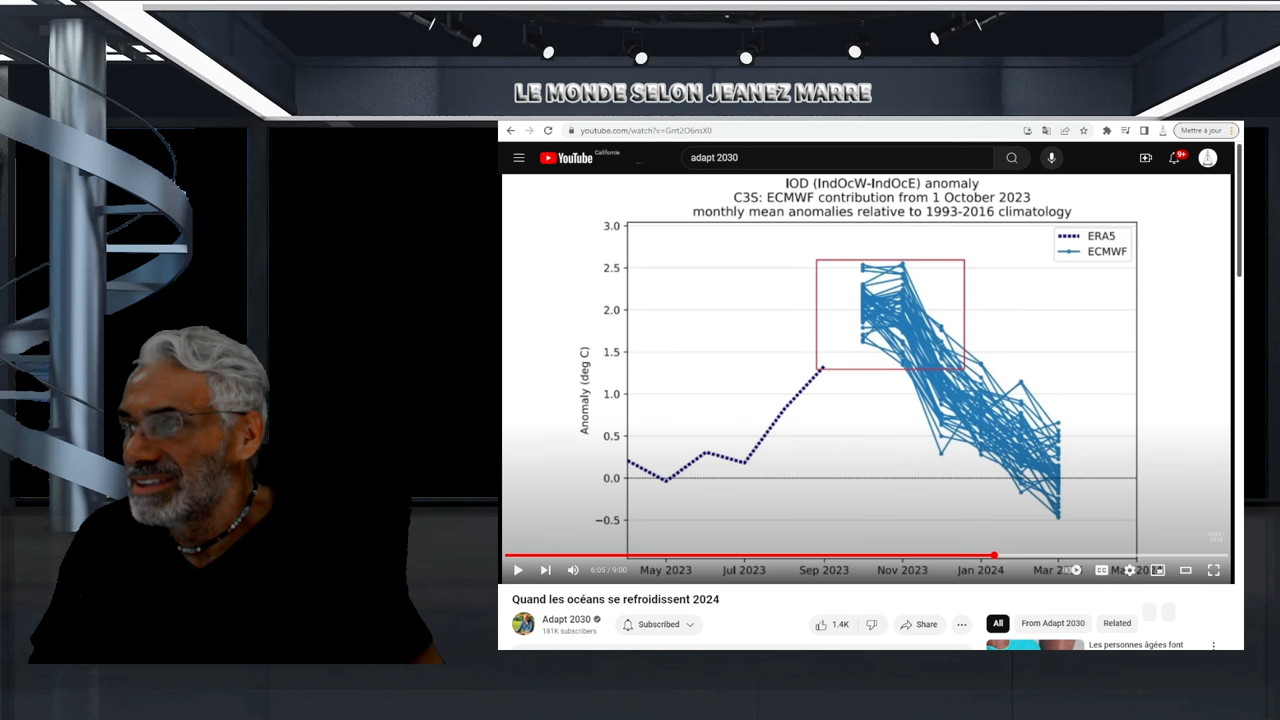 LE MONDE SELON JEANEZ MARRE
youtube.com/watch?v=Grrt2O6nsX0
Mettre à jour
YouTube
Californie
adapt 2030
9+
IOD (IndOcW-IndOcE) anomaly
C3S: ECMWF contribution from 1 October 2023
monthly mean anomalies relative to 1993-2016 climatology
ERA5
ECMWF
3.0
2.5
2.0
1.5
1.0
0.5
0.0
−0.5
Anomaly (deg C)
6:05 / 9:00
May 2023 Jul 2023 Sep 2023 Nov 2023 Jan 2024 Mar
CC
Quand les océans se refroidissent 2024
Adapt 2030
181K subscribers
Subscribed
1.4K
Share
All
From Adapt 2030
Related
Les personnes âgées font